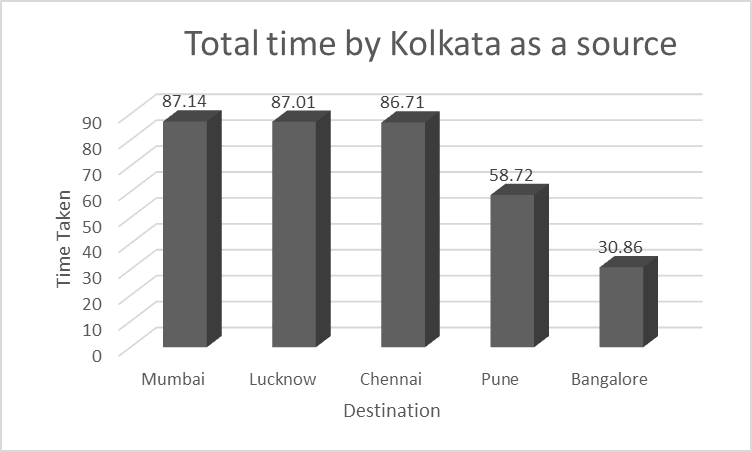 Total time by Kolkata as a source
87.14 87.01 86.71 58.72 30.86
Time Taken
90
80
70
60
50
40
30
20
10
0
Mumbai Lucknow Chennai Pune Bangalore
Destination